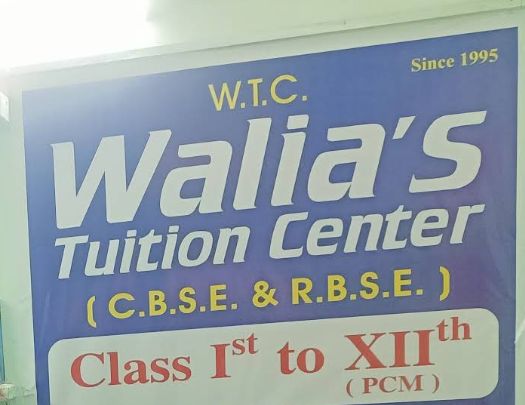 Since 1995
W.T.C.
Walia's
Tuition Center
( C.B.S.E. & R.B.S.E. )
Class Ist to XIIth
( PCM )